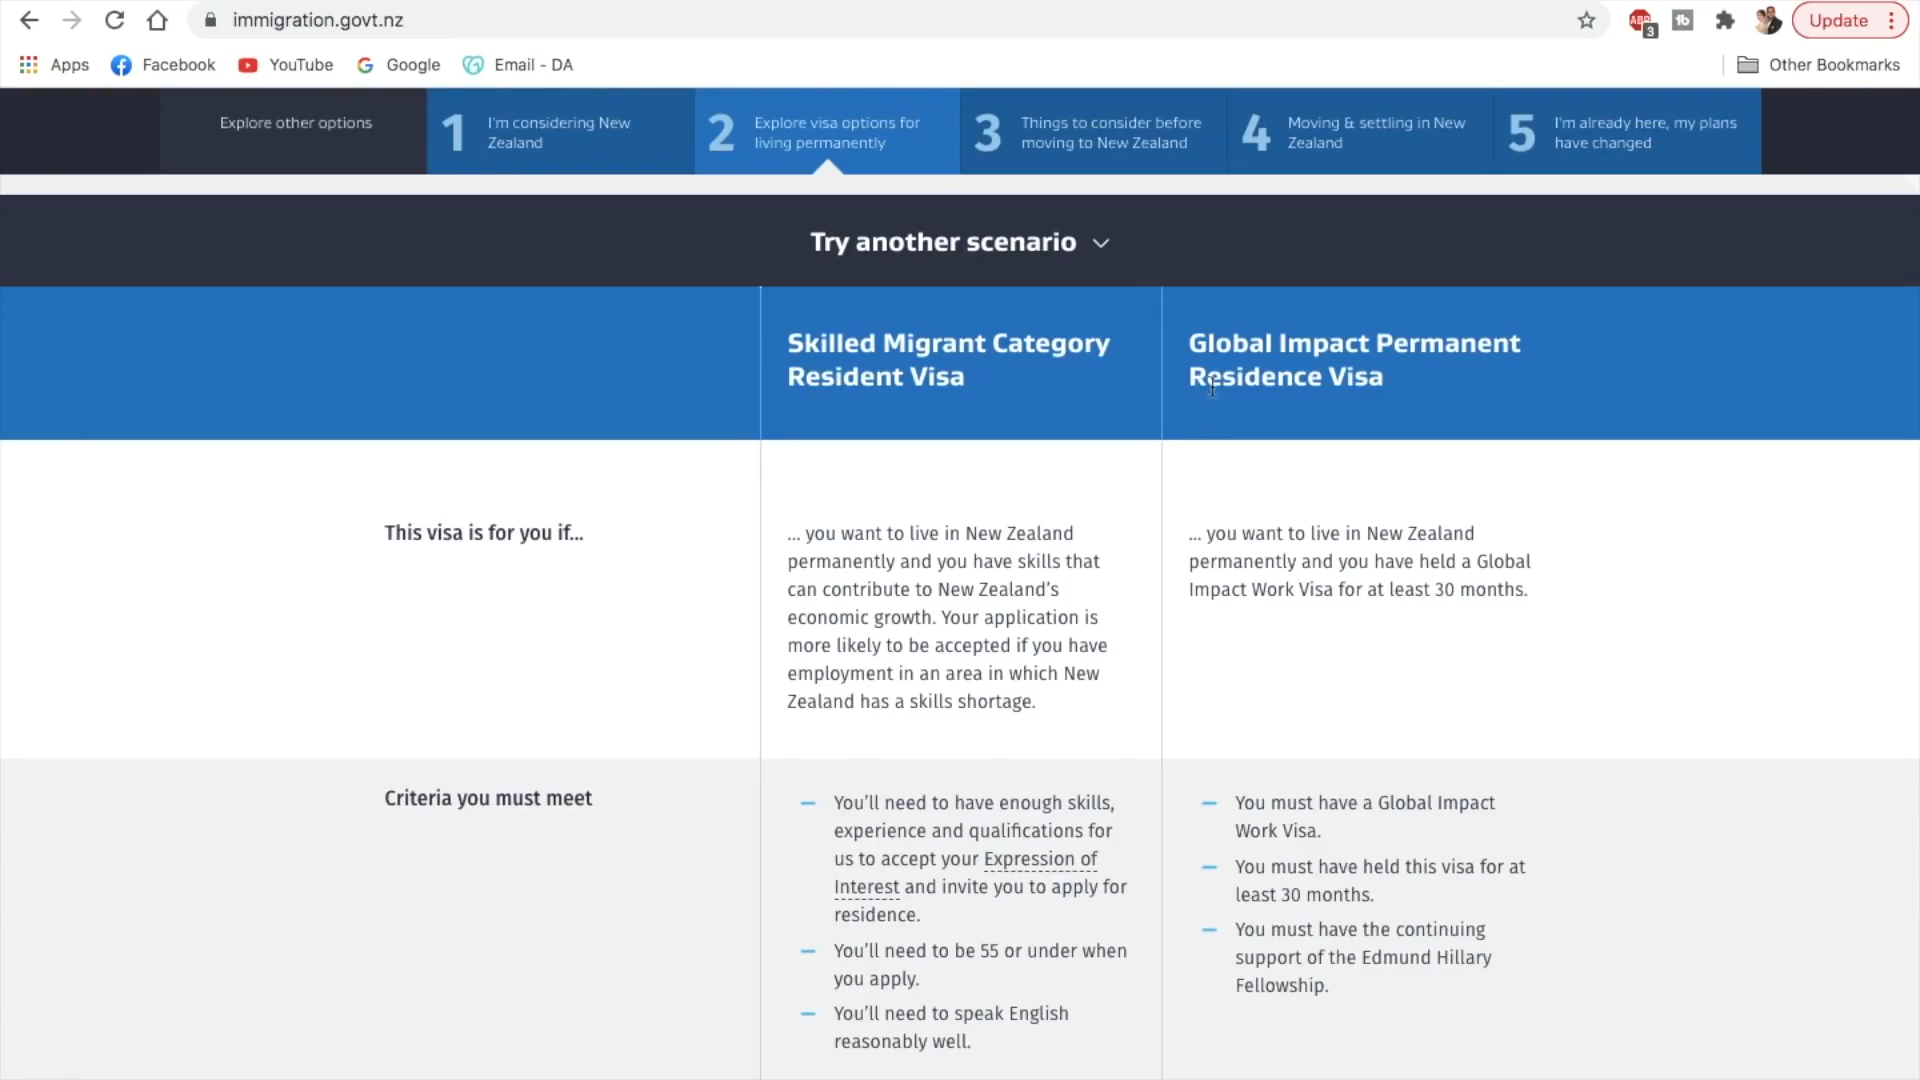 immigration.govt.nz
ABP
3
Update
Apps
Facebook
YouTube
Google
Email - DA
Other Bookmarks
Explore other options
1
I'm considering New
Zealand
2
Explore visa options for
living permanently
3
Things to consider before
moving to New Zealand
4
Moving & settling in New
Zealand
5
I'm already here, my plans
have changed
Try another scenario
Skilled Migrant Category
Resident Visa
Global Impact Permanent
Residence Visa
This visa is for you if...
... you want to live in New Zealand
permanently and you have skills that
can contribute to New Zealand's
economic growth. Your application is
more likely to be accepted if you have
employment in an area in which New
Zealand has a skills shortage.
... you want to live in New Zealand
permanently and you have held a Global
Impact Work Visa for at least 30 months.
Criteria you must meet
You'll need to have enough skills,
experience and qualifications for
us to accept your Expression of
Interest and invite you to apply for
residence.
You'll need to be 55 or under when
you apply.
You'll need to speak English
reasonably well.
You must have a Global Impact
Work Visa.
You must have held this visa for at
least 30 months.
You must have the continuing
support of the Edmund Hillary
Fellowship.